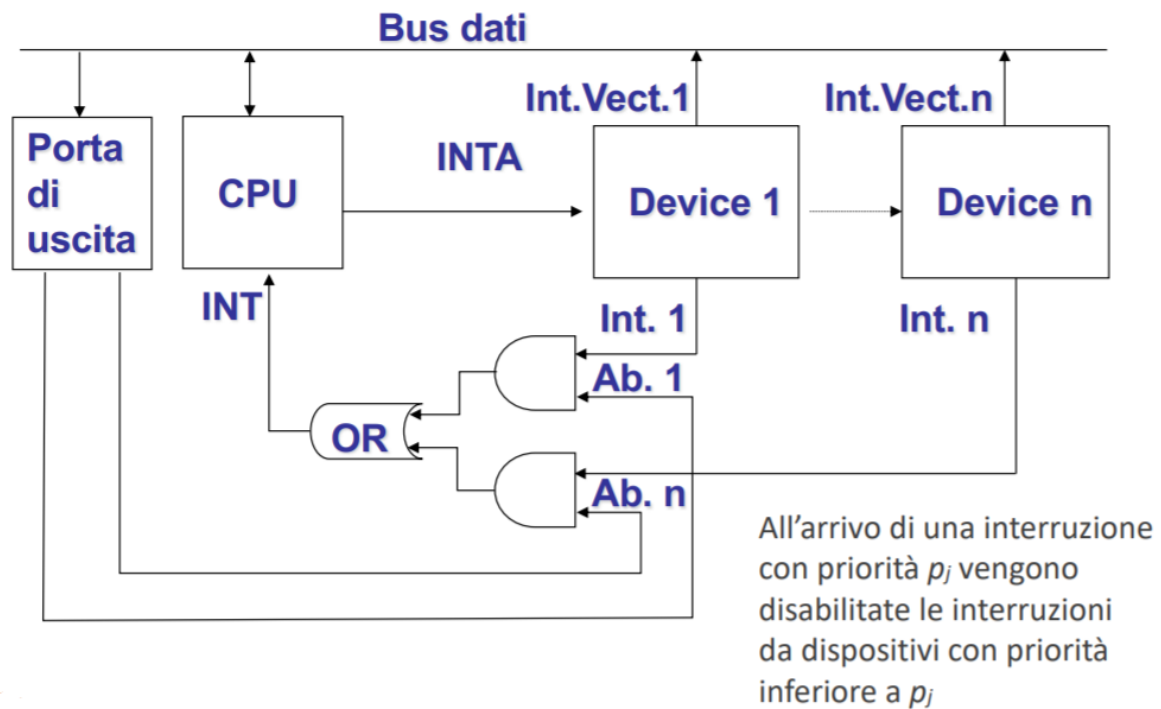 Bus dati
Int.Vect.1
Int.Vect.n
Porta
di
uscita
CPU
INTA
Device 1
Device n
INT
Int. 1
Int. n
Ab. 1
OR
Ab. n
All’arrivo di una interruzione
con priorità pj vengono
disabilitate le interruzioni
da dispositivi con priorità
inferiore a pj